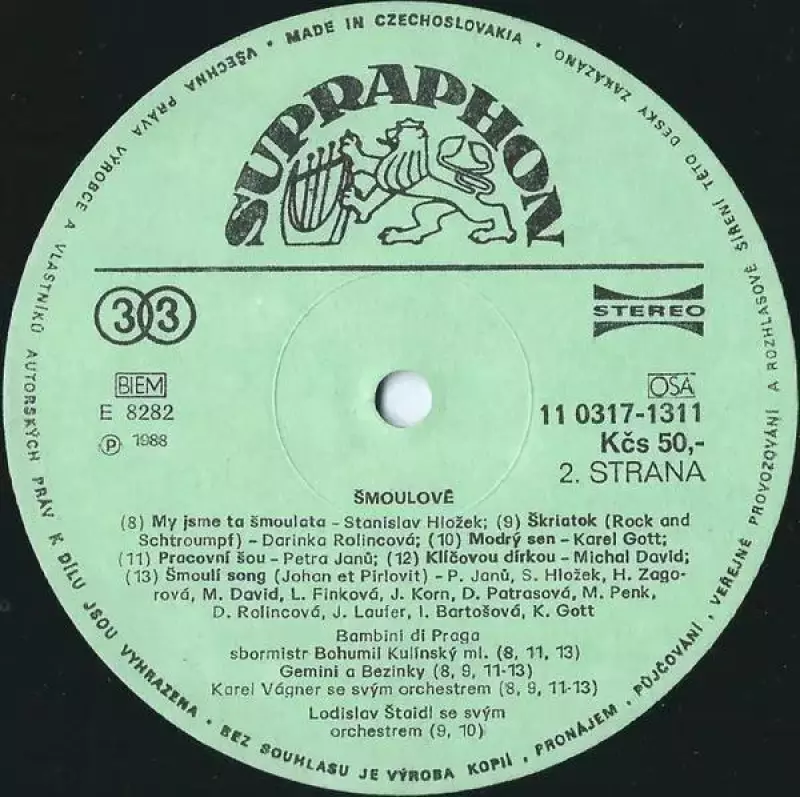 • MADE IN CZECHOSLOVAKIA •
VŠECHNA PRÁVA VÝROBCE A VLASTNÍKŮ AUTORSKÝCH PRÁV K DÍLU JSOU VYHRAZENA • BEZ SOUHLASU JE VÝROBA KOPIÍ, PRONÁJEM, PŮJČOVÁNÍ, VEŘEJNÉ PROVOZOVÁNÍ A ROZHLASOVÉ ŠÍŘENÍ TÉTO DESKY ZAKÁZÁNO
SUPRAPHON
33
STEREO
BIEM
E 8282
Ⓟ 1988
OSA
11 0317-1311
Kčs 50,-
2. STRANA
ŠMOULOVÉ
(8) My jsme ta šmoulata – Stanislav Hložek; (9) Škriatok (Rock and
Schtroumpf) – Darinka Rolincová; (10) Modrý sen – Karel Gott;
(11) Pracovní šou – Petra Janů; (12) Klíčovou dírkou – Michal David;
(13) Šmoulí song (Johan et Pirlovit) – P. Janů, S. Hložek, H. Zago-
rová, M. David, L. Finková, J. Korn, D. Patrasová, M. Penk,
D. Rolincová, J. Laufer, I. Bartošová, K. Gott
Bambini di Praga
sbormistr Bohumil Kulínský ml. (8, 11, 13)
Gemini a Bezinky (8, 9, 11-13)
Karel Vágner se svým orchestrem (8, 9, 11-13)
Ladislav Štaidl se svým
orchestrem (9, 10)